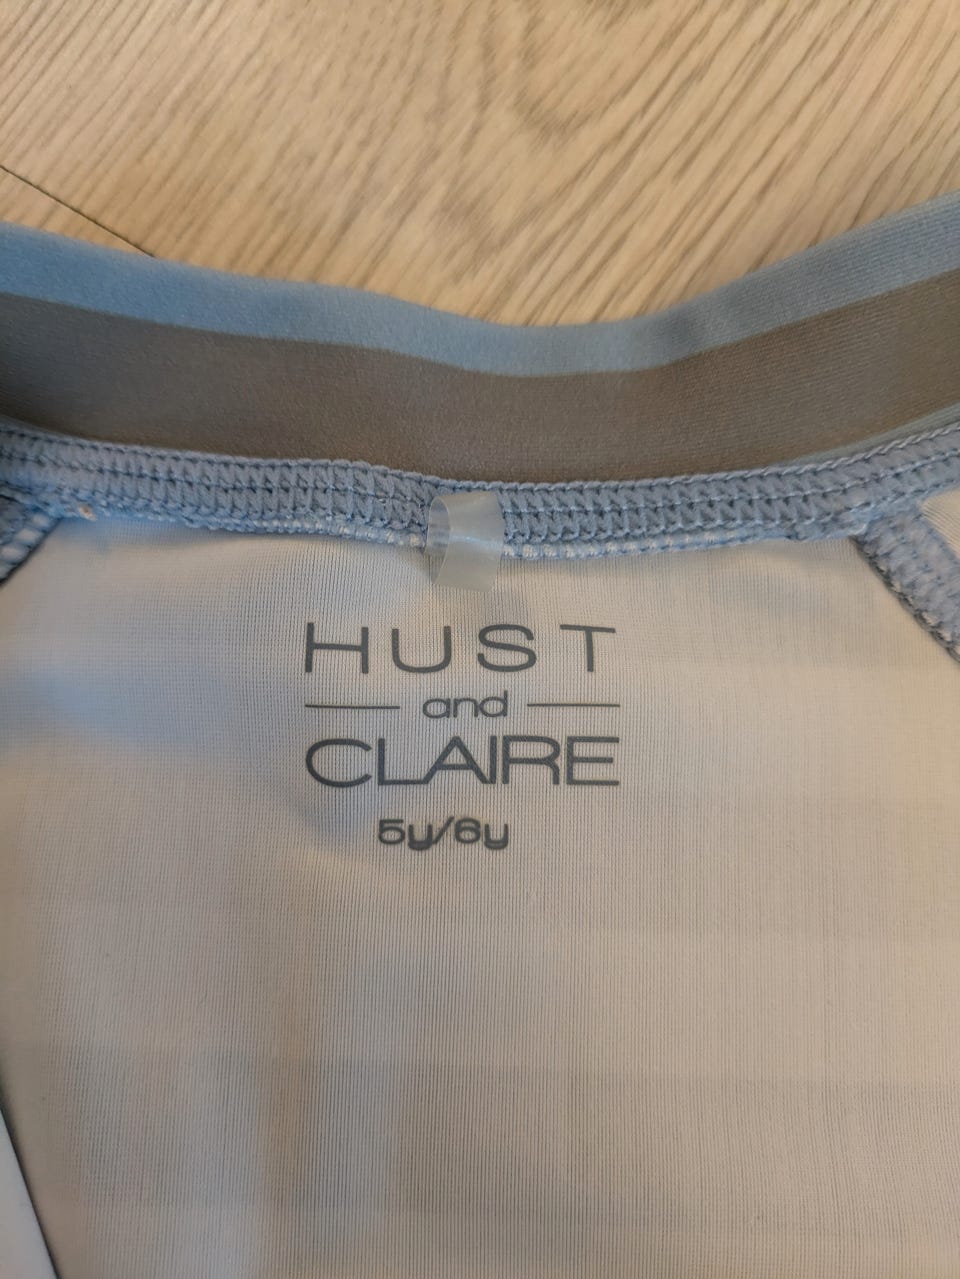 HUST
and
CLAIRE
5y/6y